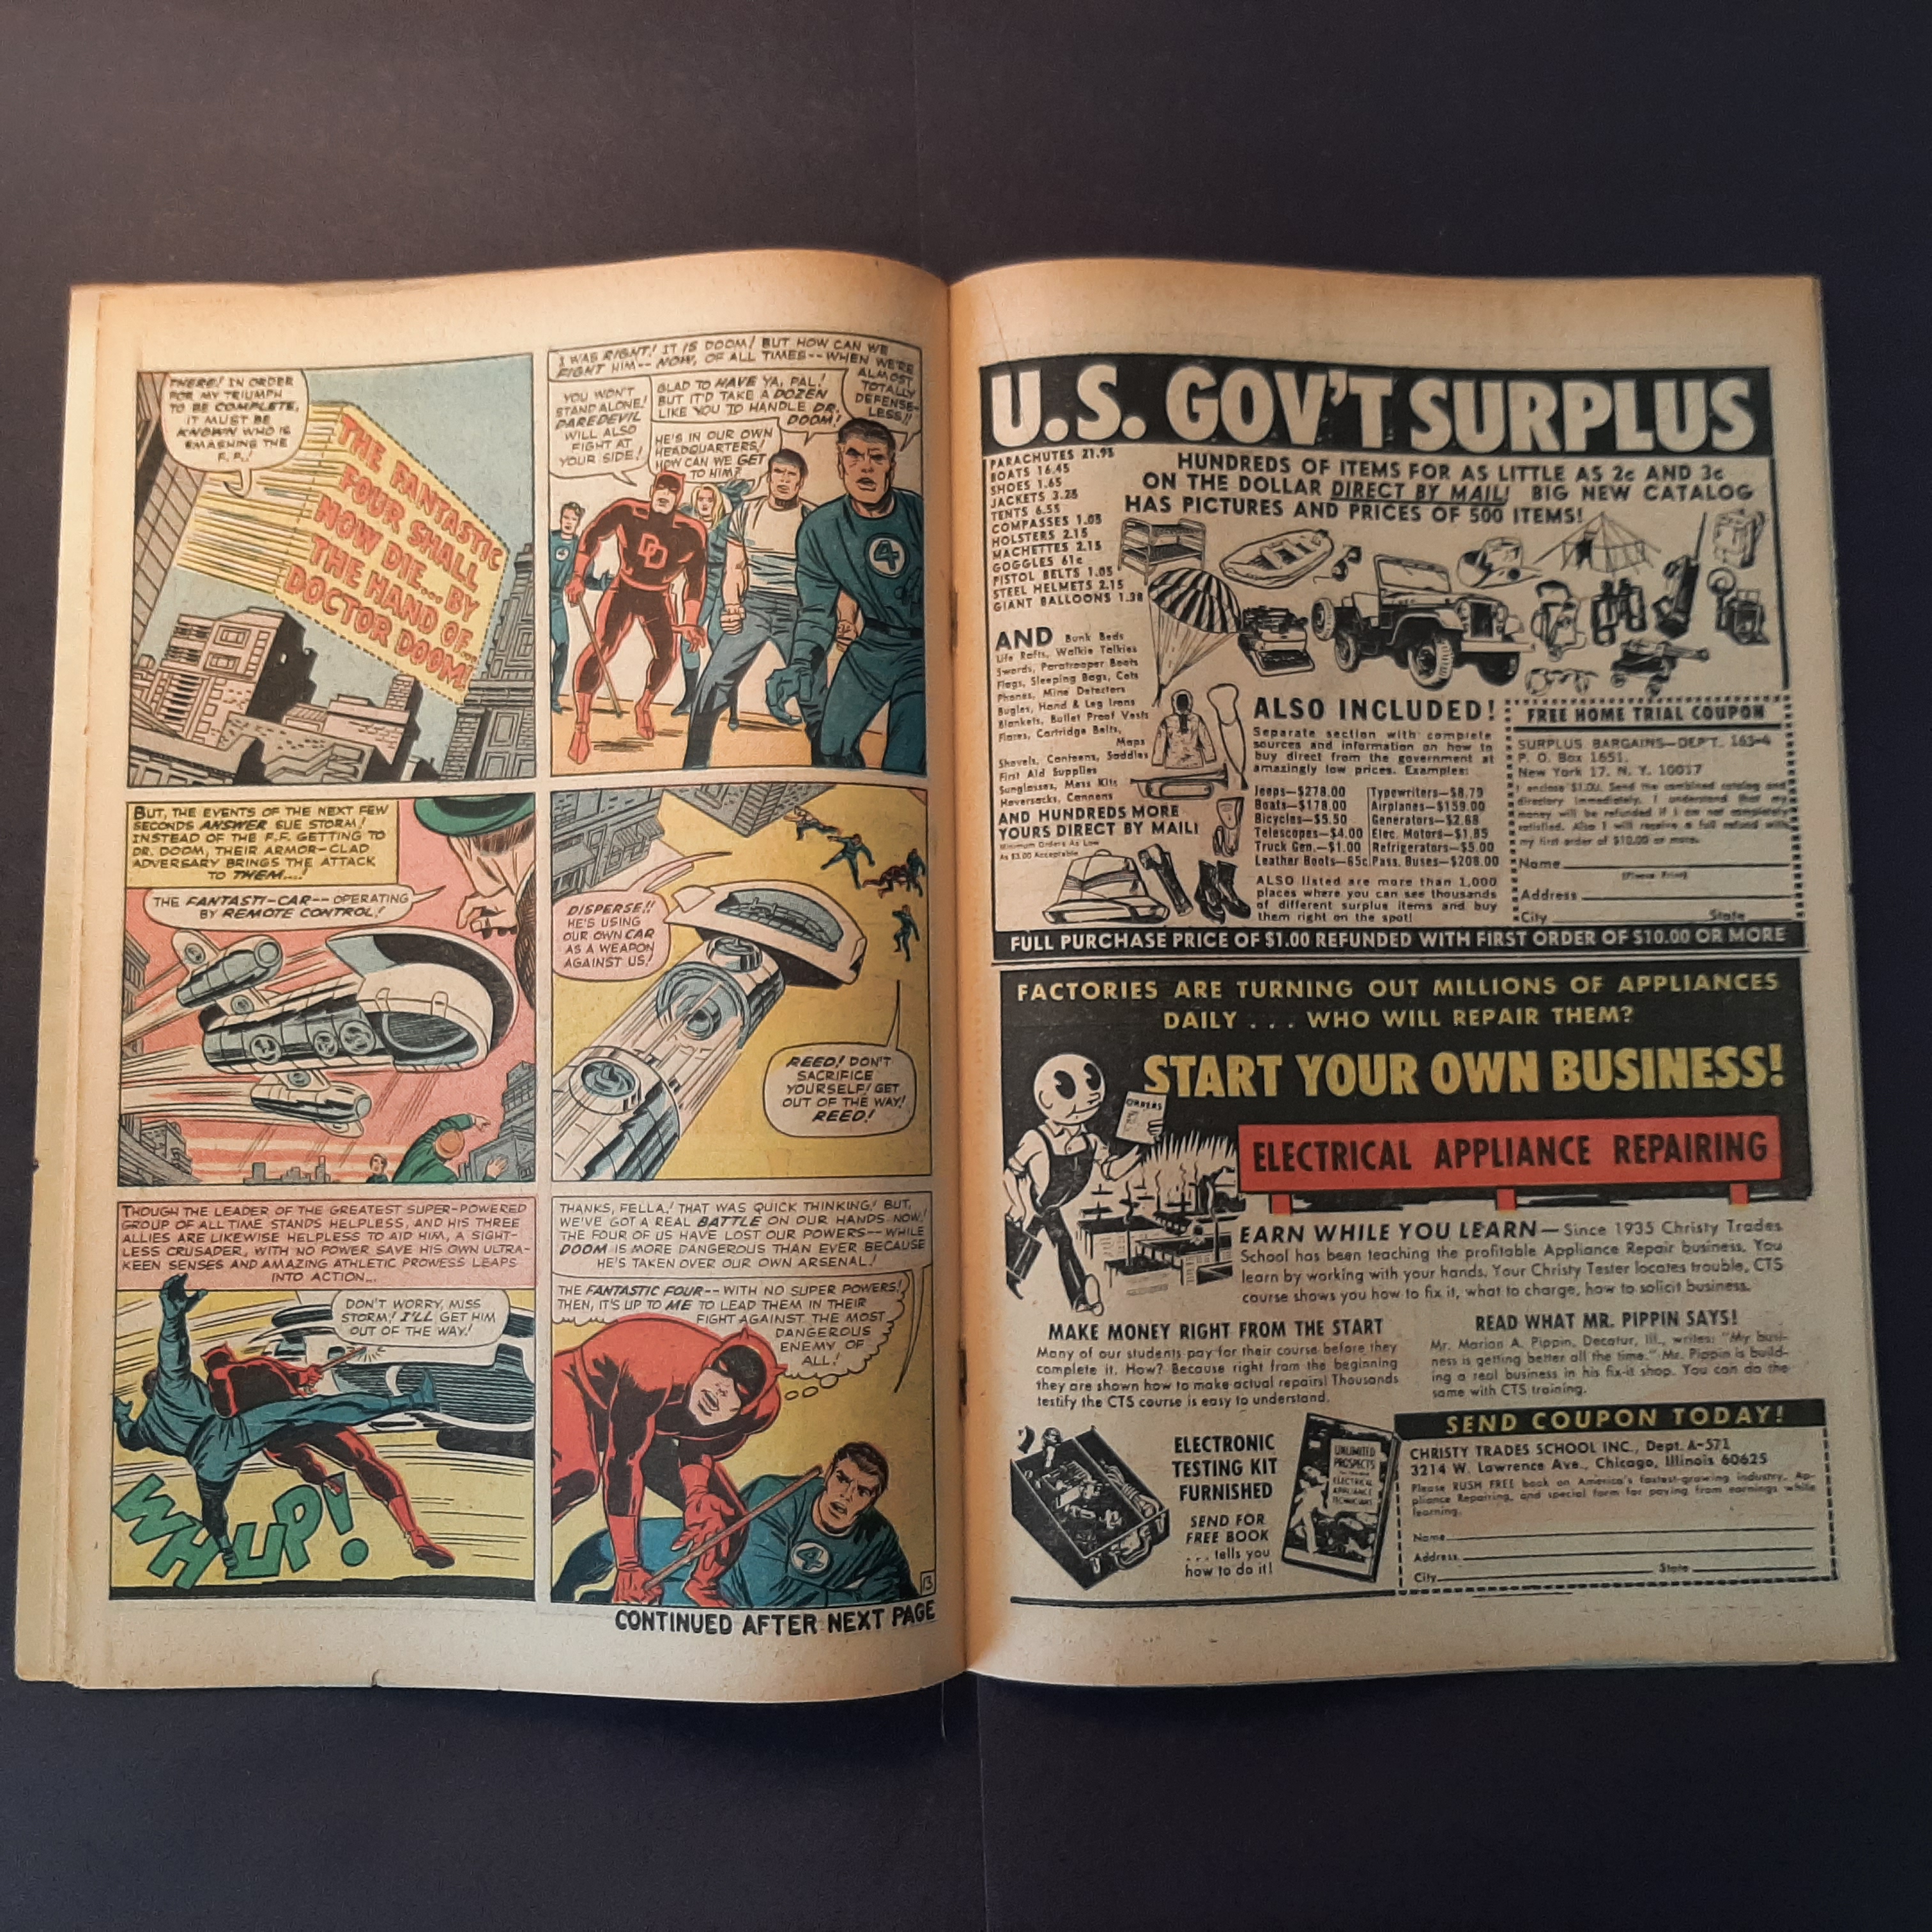 THERE! IN ORDER
FOR MY TRIUMPH
TO BE COMPLETE,
IT MUST BE
KNOWN WHO IS
SMASHING THE
F.F.!
THE FANTASTIC
FOUR SHALL
NOW DIE... BY
THE HAND OF...
DOCTOR DOOM!
I WAS RIGHT! IT IS DOOM! BUT HOW CAN WE
FIGHT HIM-- NOW, OF ALL TIMES-- WHEN WE'RE
ALMOST
TOTALLY
DEFENSE-
LESS!!
YOU WON'T
STAND ALONE!
DAREDEVIL
WILL ALSO
FIGHT AT
YOUR SIDE!
GLAD TO HAVE YA, PAL!
BUT IT'D TAKE A DOZEN
LIKE YOU TO HANDLE DR.
DOOM!
HE'S IN OUR OWN
HEADQUARTERS!
HOW CAN WE GET
TO HIM?
DD
4
BUT, THE EVENTS OF THE NEXT FEW
SECONDS ANSWER SUE STORM!
INSTEAD OF THE F.F. GETTING TO
DR. DOOM, THEIR ARMOR-CLAD
ADVERSARY BRINGS THE ATTACK
TO THEM...!
THE FANTASTI-CAR-- OPERATING
BY REMOTE CONTROL!
DISPERSE!!
HE'S USING
OUR OWN CAR
AS A WEAPON
AGAINST US!
REED! DON'T
SACRIFICE
YOURSELF! GET
OUT OF THE WAY!
REED!
THOUGH THE LEADER OF THE GREATEST SUPER-POWERED
GROUP OF ALL TIME STANDS HELPLESS, AND HIS THREE
ALLIES ARE LIKEWISE HELPLESS TO AID HIM, A SIGHT-
LESS CRUSADER, WITH NO POWER SAVE HIS OWN ULTRA-
KEEN SENSES AND AMAZING ATHLETIC PROWESS LEAPS
INTO ACTION...
DON'T WORRY, MISS
STORM! I'LL GET HIM
OUT OF THE WAY!
WHUP!
THANKS, FELLA! THAT WAS QUICK THINKING! BUT,
WE'VE GOT A REAL BATTLE ON OUR HANDS NOW!
THE FOUR OF US HAVE LOST OUR POWERS-- WHILE
DOOM IS MORE DANGEROUS THAN EVER BECAUSE
HE'S TAKEN OVER OUR OWN ARSENAL!
THE FANTASTIC FOUR-- WITH NO SUPER POWERS!
THEN, IT'S UP TO ME TO LEAD THEM IN THEIR
FIGHT AGAINST THE MOST
DANGEROUS
ENEMY OF
ALL!
4
13
CONTINUED AFTER NEXT PAGE
U.S. GOV'T SURPLUS
PARACHUTES 21.95
BOATS 16.45
SHOES 1.65
JACKETS 3.25
TENTS 6.55
COMPASSES 1.05
HOLSTERS 2.15
MACHETTES 2.15
GOGGLES 61c
PISTOL BELTS 1.05
STEEL HELMETS 2.15
GIANT BALLOONS 1.38
HUNDREDS OF ITEMS FOR AS LITTLE AS 2c AND 3c
ON THE DOLLAR DIRECT BY MAIL! BIG NEW CATALOG
HAS PICTURES AND PRICES OF 500 ITEMS!
AND Bunk Beds
Life Rafts, Walkie Talkies
Swords, Paratrooper Boots
Flags, Sleeping Bags, Cots
Phones, Mine Detectors
Bugles, Hand & Leg Irons
Blankets, Bullet Proof Vests
Flares, Cartridge Belts,
Maps
Shovels, Canteens, Saddles
First Aid Supplies
Sunglasses, Mess Kits
Haversacks, Cannons
AND HUNDREDS MORE
YOURS DIRECT BY MAIL!
Minimum Orders As Low
As $3.00 Acceptable
ALSO INCLUDED!
Separate section with complete
sources and information on how to
buy direct from the government at
amazingly low prices. Examples:
Jeeps—$278.00
Boats—$178.00
Bicycles—$5.50
Telescopes—$4.00
Truck Gen.—$1.00
Leather Boots—65c
Typewriters—$8.79
Airplanes—$159.00
Generators—$2.68
Elec. Motors—$1.85
Refrigerators—$5.00
Pass. Buses—$208.00
ALSO listed are more than 1,000
places where you can see thousands
of different surplus items and buy
them right on the spot!
FREE HOME TRIAL COUPON
SURPLUS BARGAINS—DEP'T. 163-4
P. O. Box 1651,
New York 17, N. Y. 10017
I enclose $1.00. Send the combined catalog and
directory immediately. I understand that my
money will be refunded if I am not completely
satisfied. Also I will receive a full refund with
my first order of $10.00 or more.
Name
(Please Print)
Address
City State
FULL PURCHASE PRICE OF $1.00 REFUNDED WITH FIRST ORDER OF $10.00 OR MORE
FACTORIES ARE TURNING OUT MILLIONS OF APPLIANCES
DAILY . . . WHO WILL REPAIR THEM?
START YOUR OWN BUSINESS!
ORDERS
ELECTRICAL APPLIANCE REPAIRING
EARN WHILE YOU LEARN—Since 1935 Christy Trades
School has been teaching the profitable Appliance Repair business. You
learn by working with your hands. Your Christy Tester locates trouble, CTS
course shows you how to fix it, what to charge, how to solicit business.
MAKE MONEY RIGHT FROM THE START
Many of our students pay for their course before they
complete it. How? Because right from the beginning
they are shown how to make actual repairs! Thousands
testify the CTS course is easy to understand.
READ WHAT MR. PIPPIN SAYS!
Mr. Marion A. Pippin, Decatur, Ill., writes: "My busi-
ness is getting better all the time." Mr. Pippin is build-
ing a real business in his fix-it shop. You can do the
same with CTS training.
ELECTRONIC
TESTING KIT
FURNISHED
SEND FOR
FREE BOOK
. . . tells you
how to do it!
UNLIMITED
PROSPECTS
ELECTRICAL
APPLIANCE
TECHNICIANS
SEND COUPON TODAY!
CHRISTY TRADES SCHOOL INC., Dept. A-571
3214 W. Lawrence Ave., Chicago, Illinois 60625
Please RUSH FREE book on America's fastest-growing industry, Ap-
pliance Repairing, and special form for paying from earnings while
learning.
Name
Address
City State